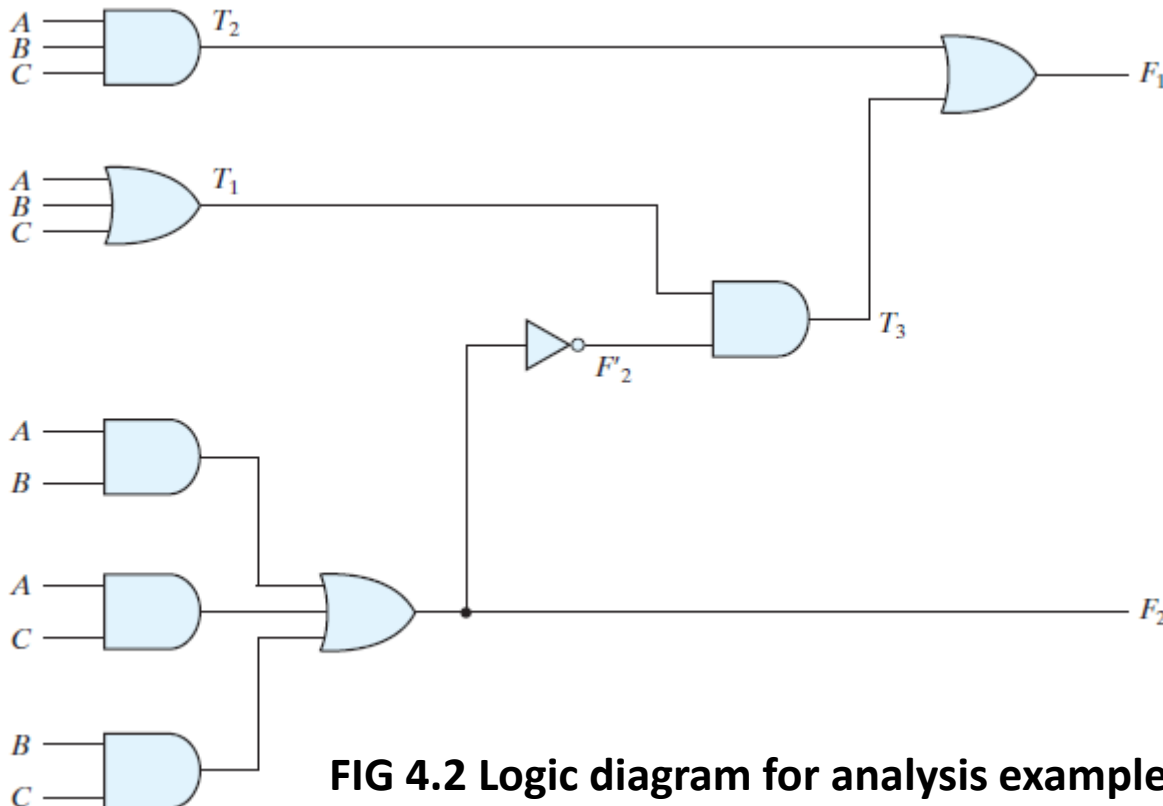 A
B
C
T₂
F₁
A
B
C
T₁
T₃
F'₂
A
B
A
C
F₂
B
C
FIG 4.2 Logic diagram for analysis example